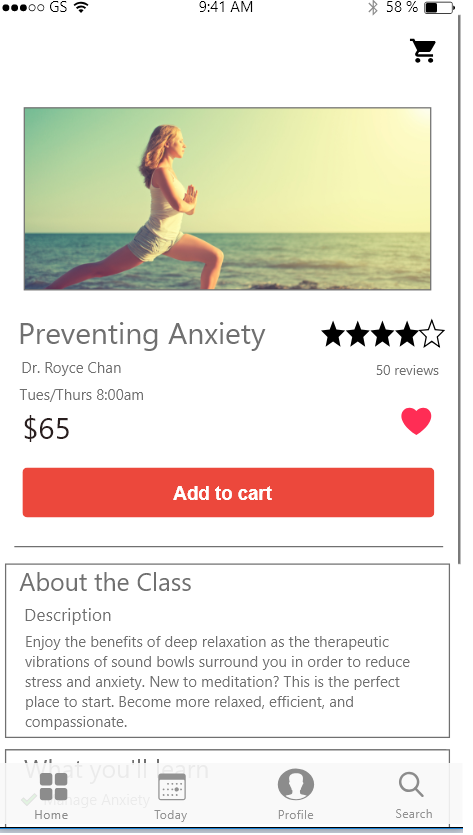 GS 9:41 AM 58 %
Preventing Anxiety
Dr. Royce Chan
50 reviews
Tues/Thurs 8:00am
$65
Add to cart
About the Class
Description
Enjoy the benefits of deep relaxation as the therapeutic
vibrations of sound bowls surround you in order to reduce
stress and anxiety. New to meditation? This is the perfect
place to start. Become more relaxed, efficient, and
compassionate.
What you'll learn
Manage Anxiety
Home Today Profile Search